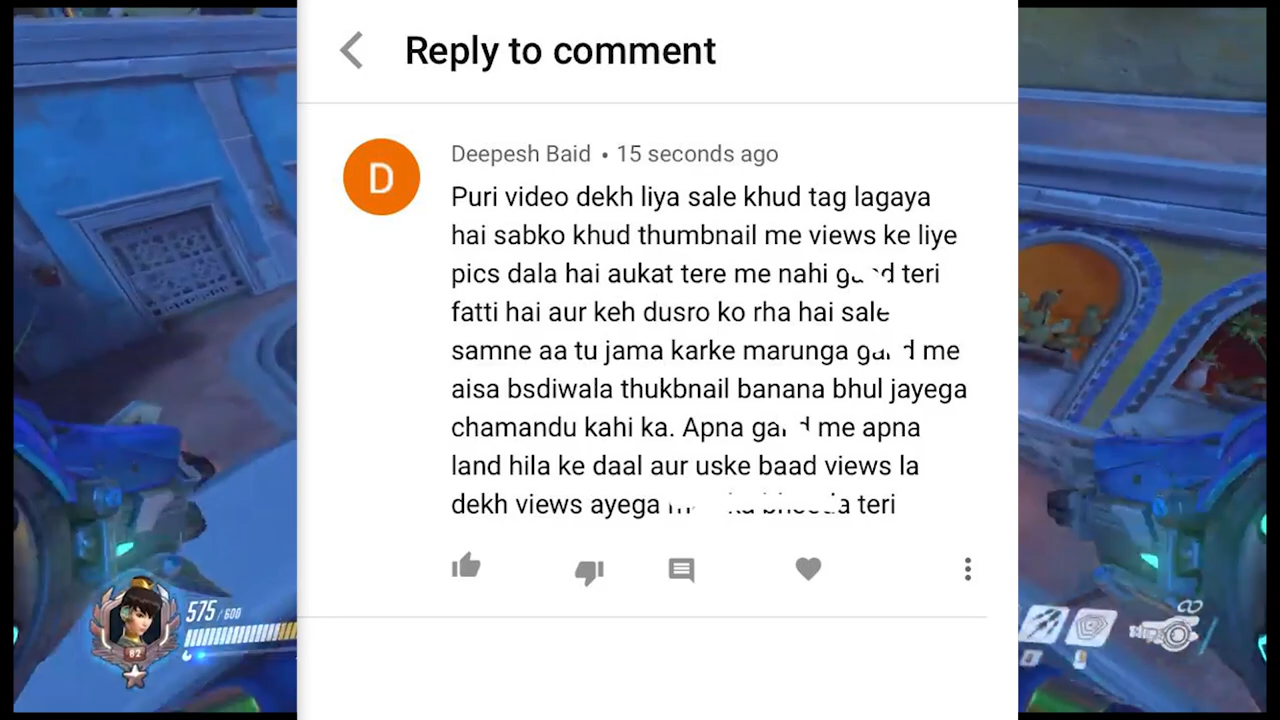 Reply to comment
Deepesh Baid • 15 seconds ago
Puri video dekh liya sale khud tag lagaya
hai sabko khud thumbnail me views ke liye
pics dala hai aukat tere me nahi teri
fatti hai aur keh dusro ko rha hai sale
samne aa tu jama karke marunga me
aisa bsdiwala thukbnail banana bhul jayega
chamandu kahi ka. Apna me apna
land hila ke daal aur uske baad views la
dekh views ayega teri
D
575 / 600
82